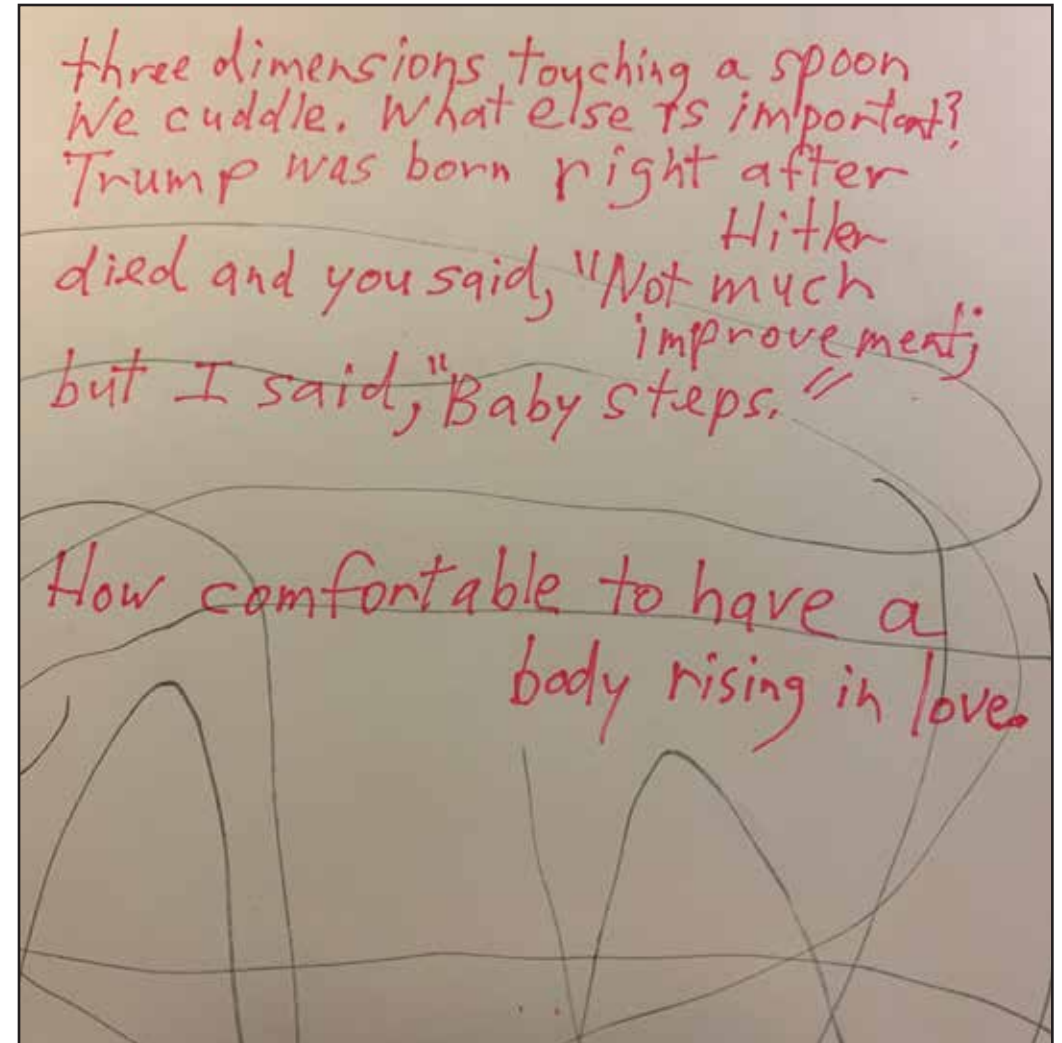 three dimensions touching a spoon
We cuddle. What else is important?
Trump was born right after
Hitler
died and you said, "Not much
improvement,"
but I said, "Baby steps."
How comfortable to have a
body rising in love.